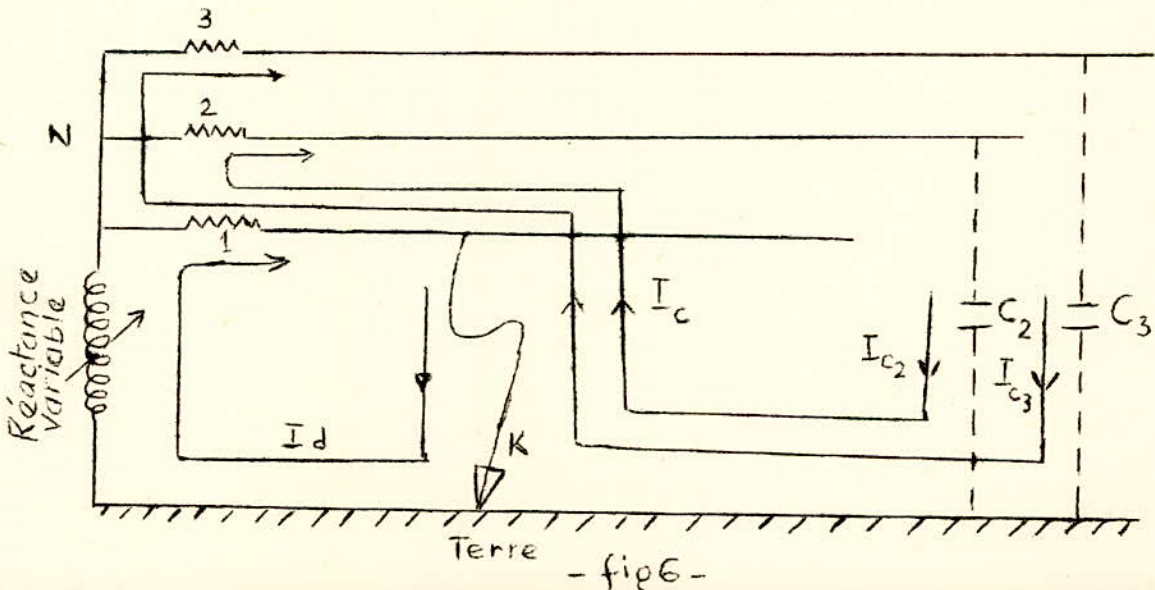 3
Z
2
1
Réactance
variable
Id
K
Ic
Ic2
C2
Ic3
C3
Terre
- fig6 -